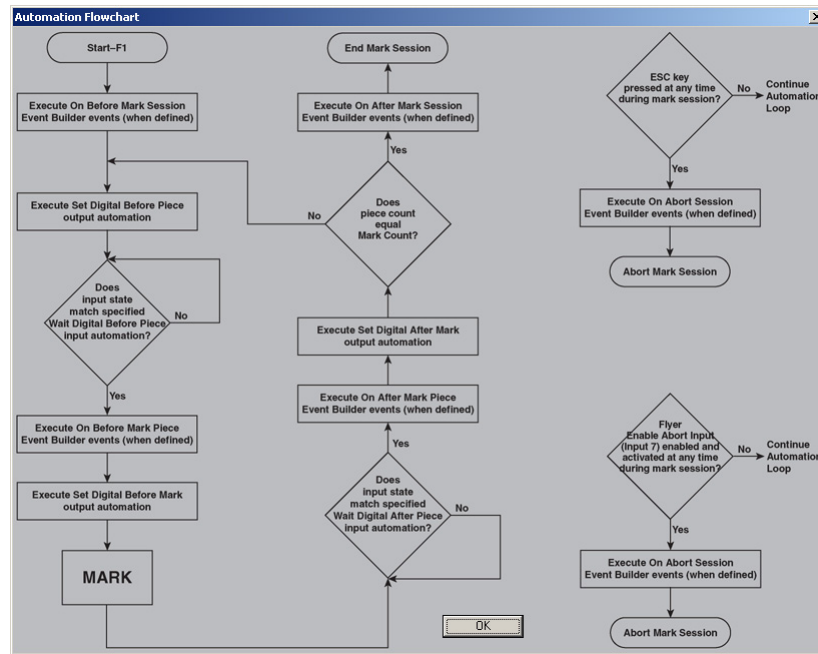 Automation Flowchart
Start–F1
Execute On Before Mark Session
Event Builder events (when defined)
Execute Set Digital Before Piece
output automation
Does
input state
match specified
Wait Digital Before Piece
input automation?
No
Yes
Execute On Before Mark Piece
Event Builder events (when defined)
Execute Set Digital Before Mark
output automation
MARK
End Mark Session
Execute On After Mark Session
Event Builder events (when defined)
Yes
Does
piece count
equal
Mark Count?
No
Execute Set Digital After Mark
output automation
Execute On After Mark Piece
Event Builder events (when defined)
Yes
Does
input state
match specified
Wait Digital After Piece
input automation?
No
OK
ESC key
pressed at any time
during mark session?
No
Continue
Automation
Loop
Yes
Execute On Abort Session
Event Builder events (when defined)
Abort Mark Session
Flyer
Enable Abort Input
(Input 7) enabled and
activated at any time
during mark session?
No
Continue
Automation
Loop
Yes
Execute On Abort Session
Event Builder events (when defined)
Abort Mark Session